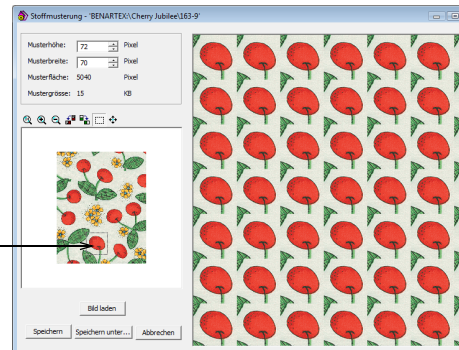 Stoffmusterung - 'BENARTEX:\Cherry Jubilee\163-9'
Musterhöhe: 72 Pixel
Musterbreite: 70 Pixel
Musterfläche: 5040 Pixel
Mustergrösse: 15 KB
Bild laden
Speichern Speichern unter... Abbrechen